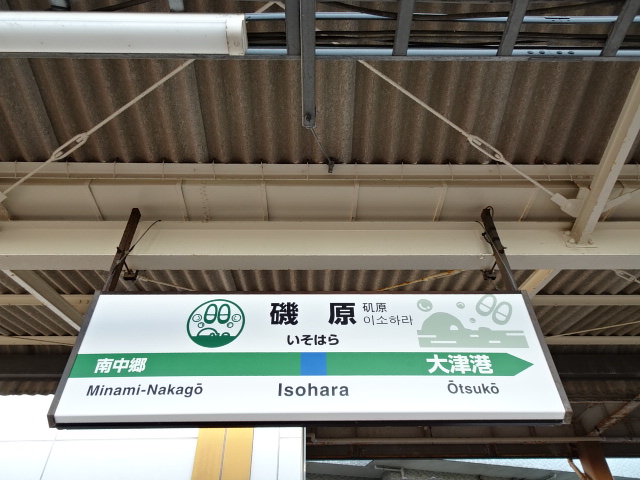 磯原 矶原
이소하라
いそはら
南中郷 大津港
Minami-Nakagō Isohara Ōtsukō